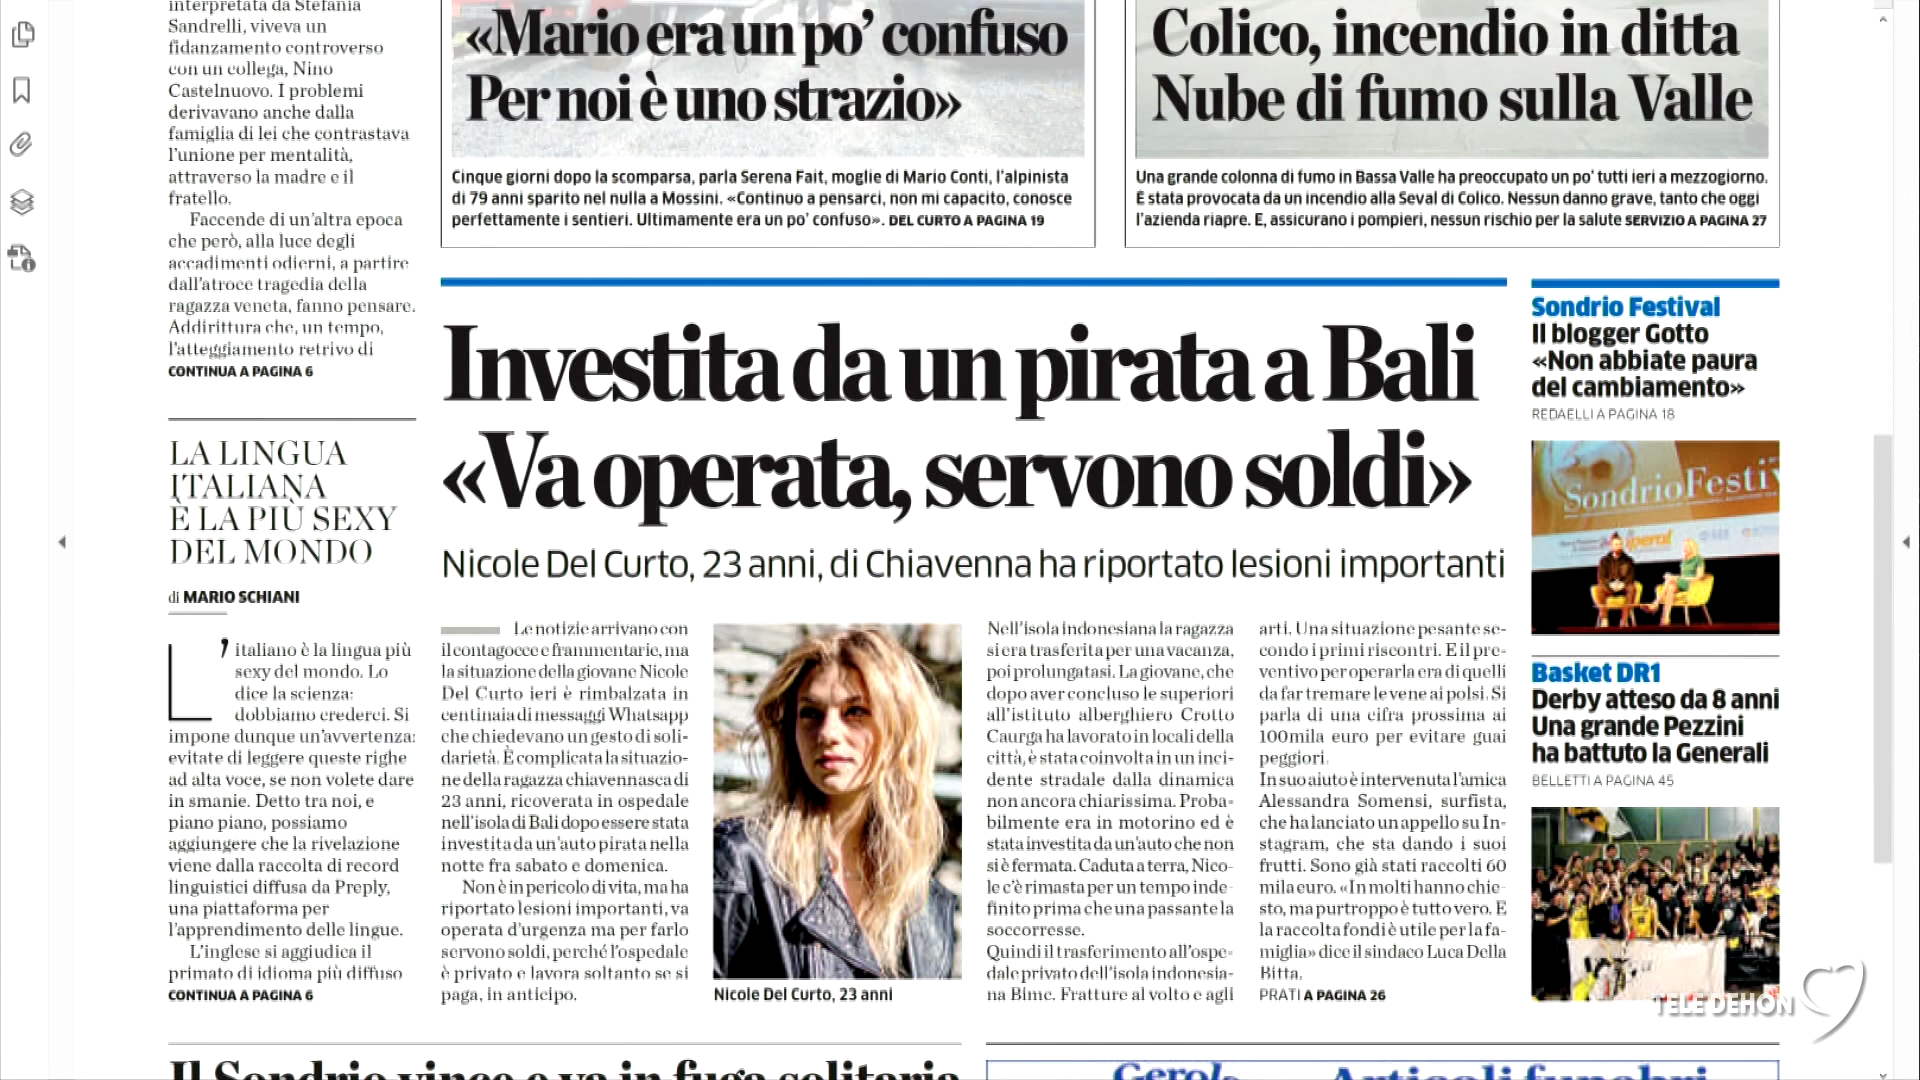 interpretata da Stefania
Sandrelli, viveva un
fidanzamento controverso
con un collega, Nino
Castelnuovo. I problemi
derivavano anche dalla
famiglia di lei che contrastava
l'unione per mentalità,
attraverso la madre e il
fratello.
Faccende di un'altra epoca
che però, alla luce degli
accadimenti odierni, a partire
dall'atroce tragedia della
ragazza veneta, fanno pensare.
Addirittura che, un tempo,
l'atteggiamento retrivo di
CONTINUA A PAGINA 6
LA LINGUA
ITALIANA
È LA PIÙ SEXY
DEL MONDO
di MARIO SCHIANI
L'italiano è la lingua più
sexy del mondo. Lo
dice la scienza:
dobbiamo crederci. Si
impone dunque un'avvertenza:
evitate di leggere queste righe
ad alta voce, se non volete dare
in smanie. Detto tra noi, e
piano piano, possiamo
aggiungere che la rivelazione
viene dalla raccolta di record
linguistici diffusa da Preply,
una piattaforma per
l'apprendimento delle lingue.
L'inglese si aggiudica il
primato di idioma più diffuso
CONTINUA A PAGINA 6
«Mario era un po' confuso
Per noi è uno strazio»
Cinque giorni dopo la scomparsa, parla Serena Fait, moglie di Mario Conti, l'alpinista
di 79 anni sparito nel nulla a Mossini. «Continuo a pensarci, non mi capacito, conosce
perfettamente i sentieri. Ultimamente era un po' confuso». DEL CURTO A PAGINA 19
Colico, incendio in ditta
Nube di fumo sulla Valle
Una grande colonna di fumo in Bassa Valle ha preoccupato un po' tutti ieri a mezzogiorno.
È stata provocata da un incendio alla Seval di Colico. Nessun danno grave, tanto che oggi
l'azienda riapre. E, assicurano i pompieri, nessun rischio per la salute SERVIZIO A PAGINA 27
Investita da un pirata a Bali
«Va operata, servono soldi»
Nicole Del Curto, 23 anni, di Chiavenna ha riportato lesioni importanti
Le notizie arrivano con
il contagocce e frammentarie, ma
la situazione della giovane Nicole
Del Curto ieri è rimbalzata in
centinaia di messaggi Whatsapp
che chiedevano un gesto di soli-
darietà. È complicata la situazio-
ne della ragazza chiavennasca di
23 anni, ricoverata in ospedale
nell'isola di Bali dopo essere stata
investita da un'auto pirata nella
notte fra sabato e domenica.
Non è in pericolo di vita, ma ha
riportato lesioni importanti, va
operata d'urgenza ma per farlo
servono soldi, perché l'ospedale
è privato e lavora soltanto se si
paga, in anticipo.
Nicole Del Curto, 23 anni
Nell'isola indonesiana la ragazza
si era trasferita per una vacanza,
poi prolungatasi. La giovane, che
dopo aver concluso le superiori
all'istituto alberghiero Crotto
Caurga ha lavorato in locali della
città, è stata coinvolta in un inci-
dente stradale dalla dinamica
non ancora chiarissima. Proba-
bilmente era in motorino ed è
stata investita da un'auto che non
si è fermata. Caduta a terra, Nico-
le c'è rimasta per un tempo inde-
finito prima che una passante la
soccorresse.
Quindi il trasferimento all'ospe-
dale privato dell'isola indonesia-
na Bimc. Fratture al volto e agli
arti. Una situazione pesante se-
condo i primi riscontri. E il pre-
ventivo per operarla era di quelli
da far tremare le vene ai polsi. Si
parla di una cifra prossima ai
100mila euro per evitare guai
peggiori.
In suo aiuto è intervenuta l'amica
Alessandra Somensi, surfista,
che ha lanciato un appello su In-
stagram, che sta dando i suoi
frutti. Sono già stati raccolti 60
mila euro. «In molti hanno chie-
sto, ma purtroppo è tutto vero. E
la raccolta fondi è utile per la fa-
miglia» dice il sindaco Luca Della
Bitta.
PRATI A PAGINA 26
Sondrio Festival
Il blogger Gotto
«Non abbiate paura
del cambiamento»
REDAELLI A PAGINA 18
SondrioFestiv
Basket DR1
Derby atteso da 8 anni
Una grande Pezzini
ha battuto la Generali
BELLETTI A PAGINA 45
TELE DEHON
Il Sondrio vince e va in fuga solitaria
Gerol
Articoli funebri